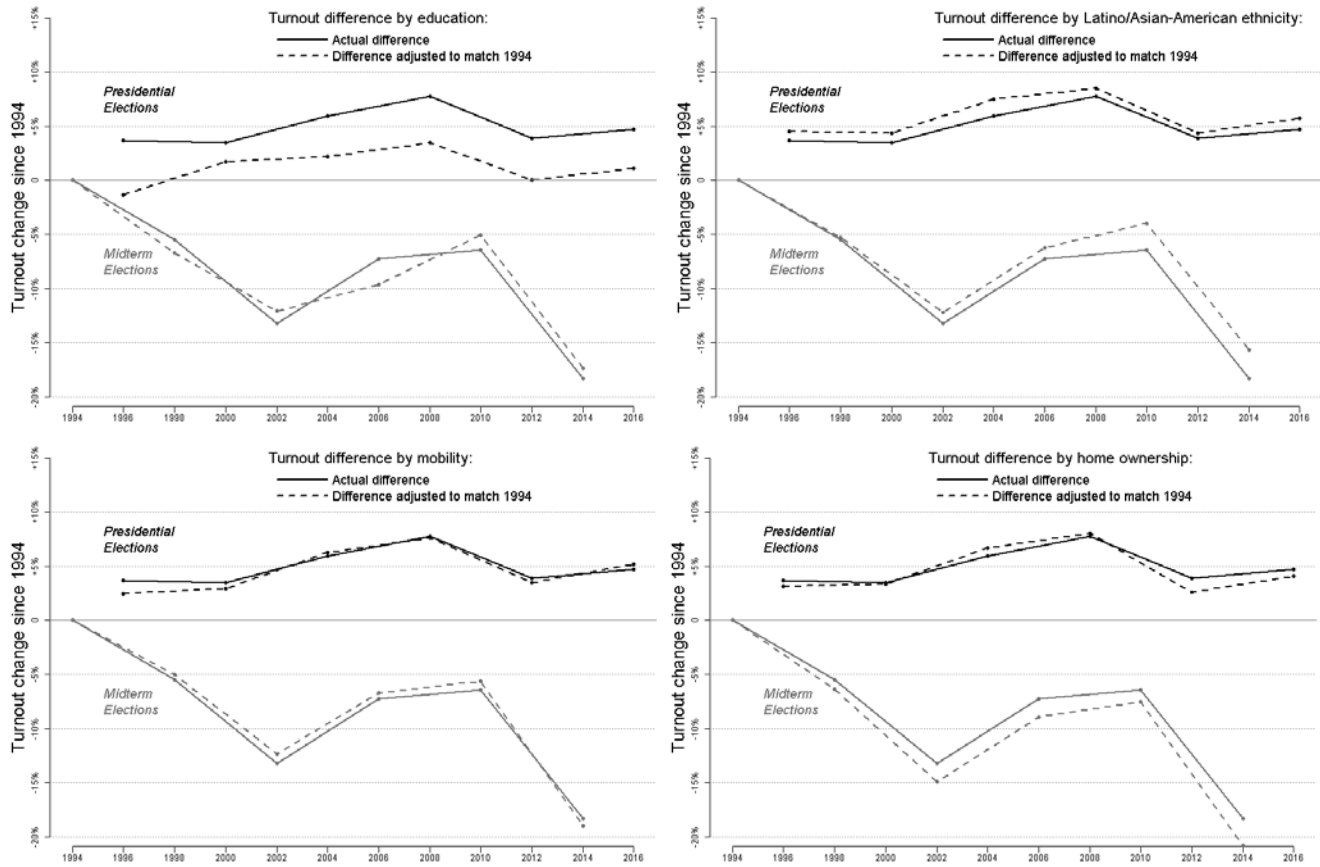 Turnout difference by education:
Actual difference
Difference adjusted to match 1994
Presidential
Elections
Midterm
Elections
Turnout change since 1994
+15%
+10%
+5%
0
-5%
-10%
-15%
-20%
1994 1996 1998 2000 2002 2004 2006 2008 2010 2012 2014 2016
Turnout difference by Latino/Asian-American ethnicity:
Actual difference
Difference adjusted to match 1994
Presidential
Elections
Midterm
Elections
Turnout change since 1994
+15%
+10%
+5%
0
-5%
-10%
-15%
-20%
1994 1996 1998 2000 2002 2004 2006 2008 2010 2012 2014 2016
Turnout difference by mobility:
Actual difference
Difference adjusted to match 1994
Presidential
Elections
Midterm
Elections
Turnout change since 1994
+15%
+10%
+5%
0
-5%
-10%
-15%
-20%
1994 1996 1998 2000 2002 2004 2006 2008 2010 2012 2014 2016
Turnout difference by home ownership:
Actual difference
Difference adjusted to match 1994
Presidential
Elections
Midterm
Elections
Turnout change since 1994
+15%
+10%
+5%
0
-5%
-10%
-15%
-20%
1994 1996 1998 2000 2002 2004 2006 2008 2010 2012 2014 2016